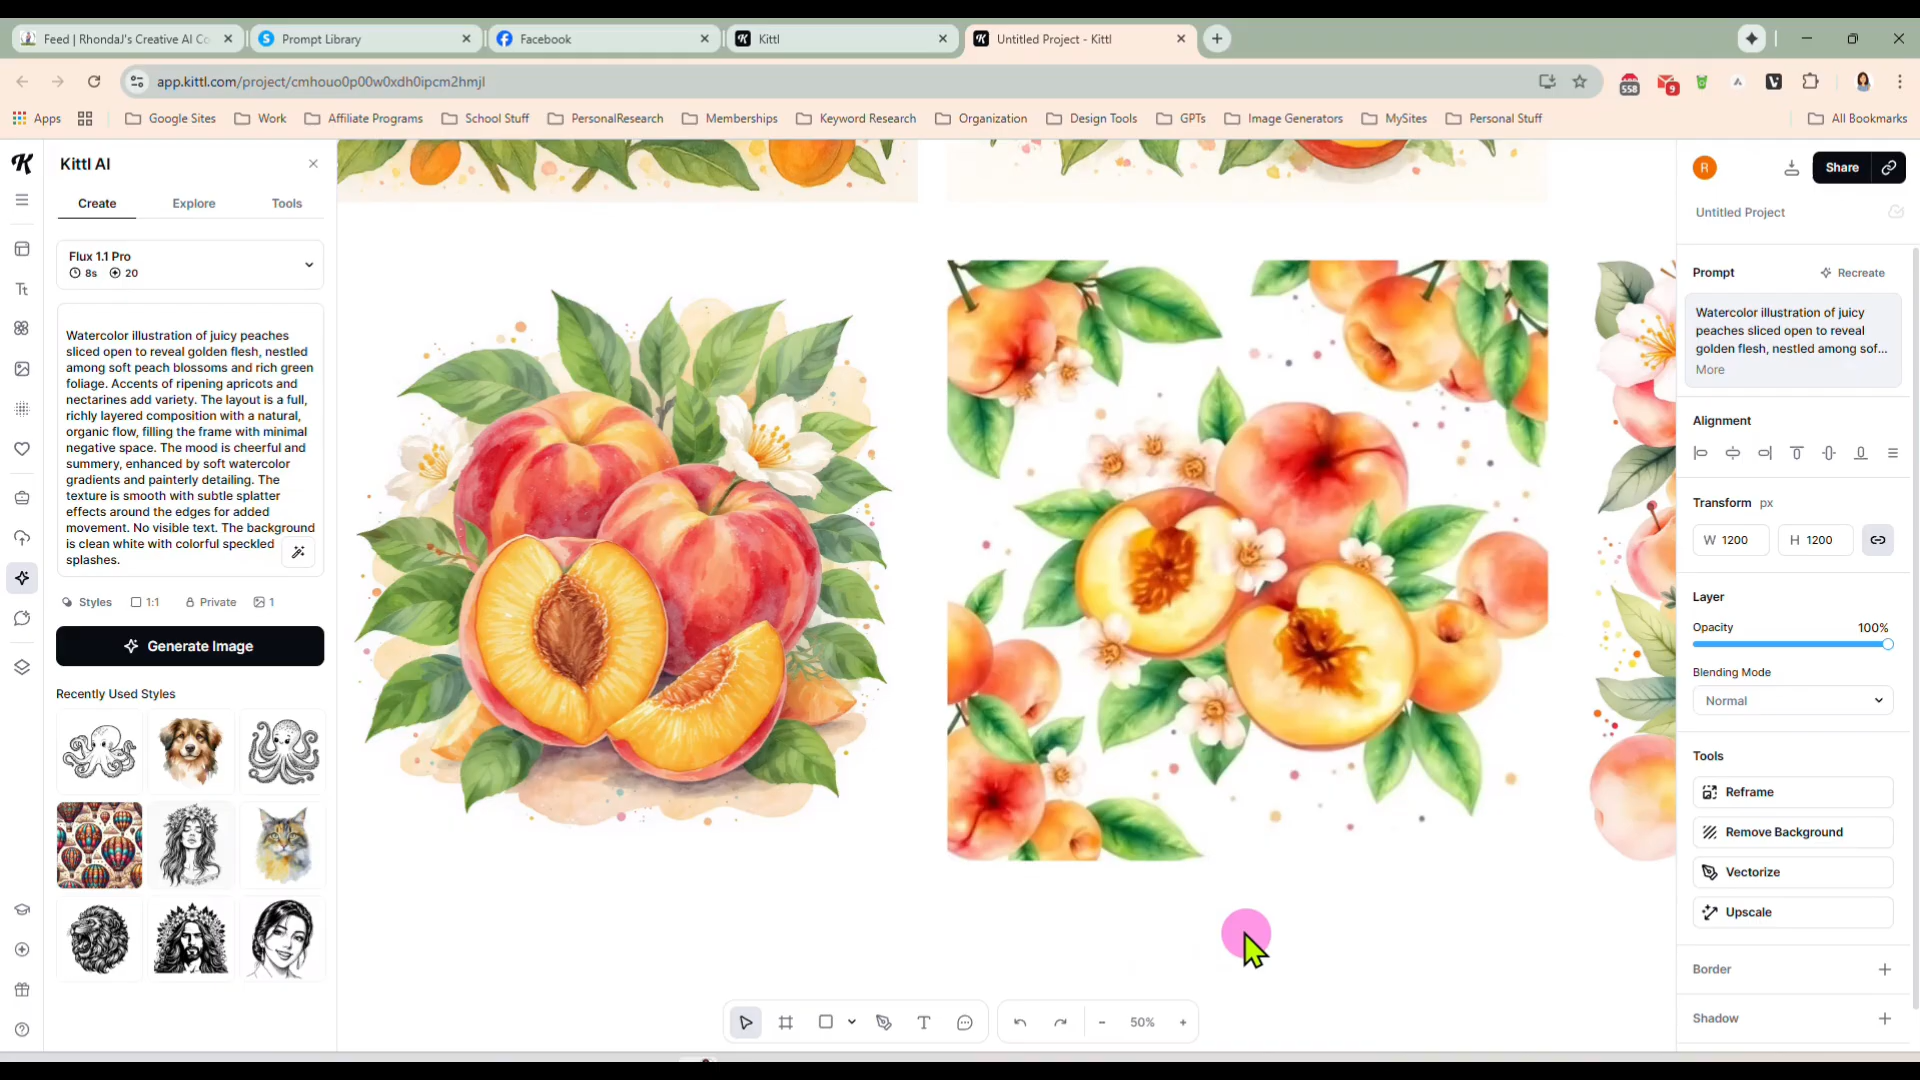 Feed | RhondaJ's Creative AI Co
Prompt Library
Facebook
Kittl
Untitled Project - Kittl
app.kittl.com/project/cmhouo0p00w0xdh0ipcm2hmjl
558
9
Apps
Google Sites
Work
Affiliate Programs
School Stuff
PersonalResearch
Memberships
Keyword Research
Organization
Design Tools
GPTs
Image Generators
MySites
Personal Stuff
All Bookmarks
Kittl AI
Create
Explore
Tools
Flux 1.1 Pro
8s
20
Watercolor illustration of juicy peaches
sliced open to reveal golden flesh, nestled
among soft peach blossoms and rich green
foliage. Accents of ripening apricots and
nectarines add variety. The layout is a full,
richly layered composition with a natural,
organic flow, filling the frame with minimal
negative space. The mood is cheerful and
summery, enhanced by soft watercolor
gradients and painterly detailing. The
texture is smooth with subtle splatter
effects around the edges for added
movement. No visible text. The background
is clean white with colorful speckled
splashes.
Styles
1:1
Private
1
Generate Image
Recently Used Styles
50%
R
Share
Untitled Project
Prompt
Recreate
Watercolor illustration of juicy
peaches sliced open to reveal
golden flesh, nestled among sof...
More
Alignment
Transform px
W 1200
H 1200
Layer
Opacity
100%
Blending Mode
Normal
Tools
Reframe
Remove Background
Vectorize
Upscale
Border
Shadow